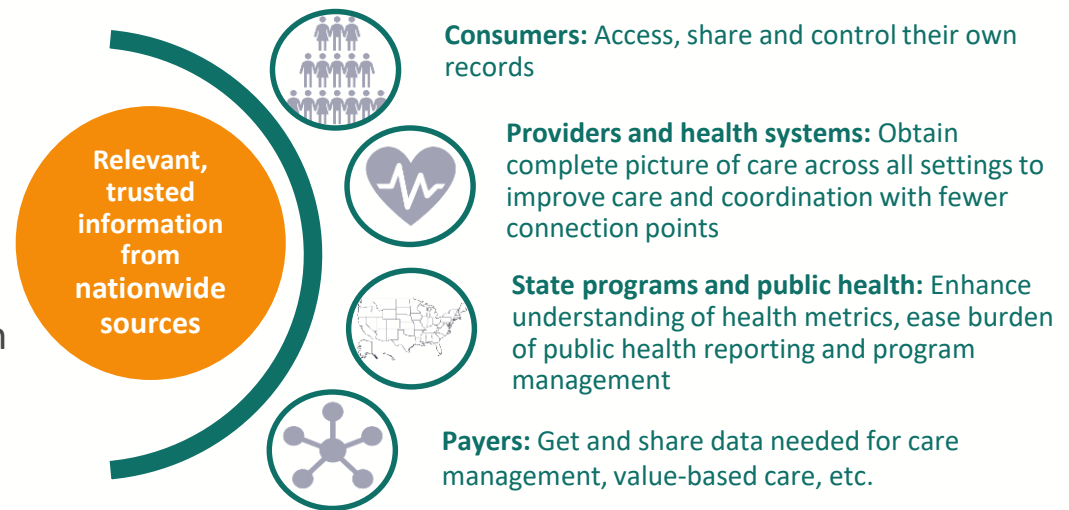 Relevant,
trusted
information
from
nationwide
sources
Consumers: Access, share and control their own
records
Providers and health systems: Obtain
complete picture of care across all settings to
improve care and coordination with fewer
connection points
State programs and public health: Enhance
understanding of health metrics, ease burden
of public health reporting and program
management
Payers: Get and share data needed for care
management, value-based care, etc.